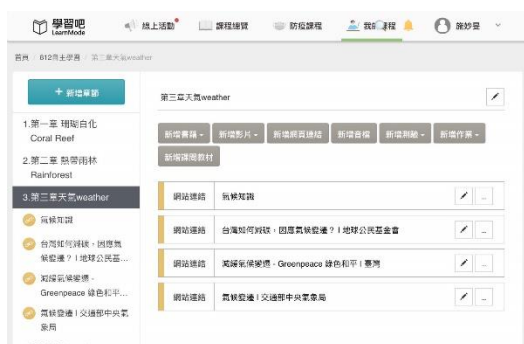 學習吧
LearnMode
線上活動
課程總覽
防疫課程
我的課程
施妙旻
首頁 / 812自主學習 / 第三章天氣weather
+ 新增章節
1.第一章 珊瑚白化
Coral Reef
2.第二章 熱帶雨林
Rainforest
3.第三章天氣weather
氣候知識
台灣如何減碳，因應氣
候變遷？ I 地球公民基...
減緩氣候變遷 -
Greenpeace 綠色和平...
氣候變遷 I 交通部中央氣
象局
第三章天氣weather
新增書籍
新增影片
新增網頁連結
新增音檔
新增測驗
新增作業
新增課間教材
網站連結 氣候知識
網站連結 台灣如何減碳，因應氣候變遷？ I 地球公民基金會
網站連結 減緩氣候變遷 - Greenpeace 綠色和平 I 臺灣
網站連結 氣候變遷 I 交通部中央氣象局